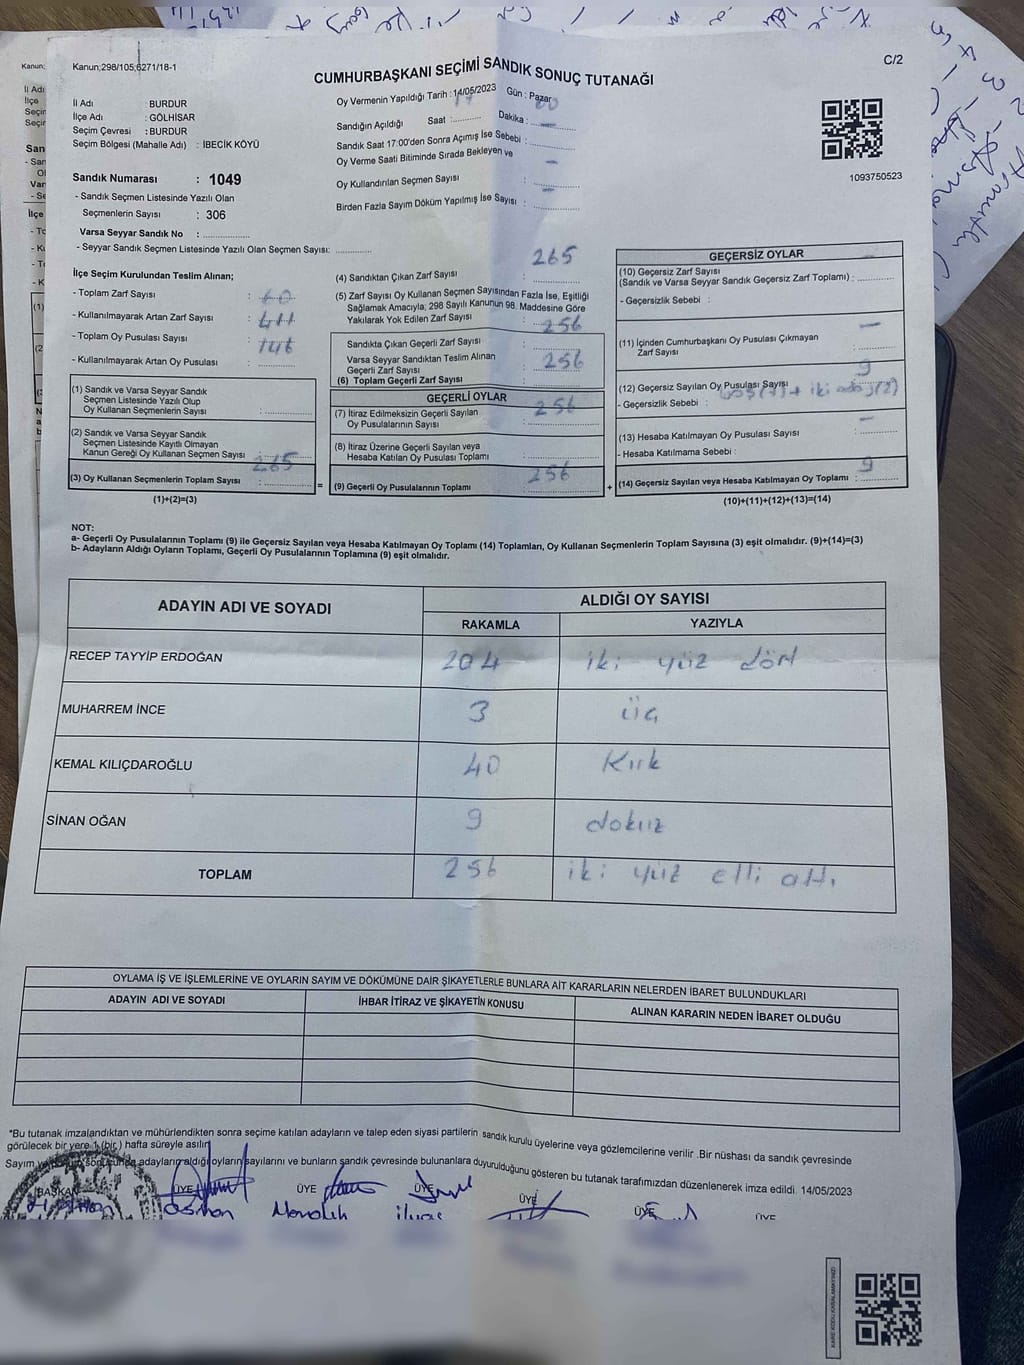 Kanun;298/105;6271/18-1
C/2
CUMHURBAŞKANI SEÇİMİ SANDIK SONUÇ TUTANAĞI
İl Adı : BURDUR
İlçe Adı : GÖLHİSAR
Seçim Çevresi : BURDUR
Seçim Bölgesi (Mahalle Adı) : İBECİK KÖYÜ
Sandık Numarası : 1049
- Sandık Seçmen Listesinde Yazılı Olan
Seçmenlerin Sayısı : 306
Varsa Seyyar Sandık No :
- Seyyar Sandık Seçmen Listesinde Yazılı Olan Seçmen Sayısı:
Oy Vermenin Yapıldığı Tarih : 14/05/2023 Gün : Pazar
Sandığın Açıldığı Saat : 17 Dakika : 00
Sandık Saat 17:00'den Sonra Açımış İse Sebebi : —
Oy Verme Saati Bitiminde Sırada Bekleyen ve
Oy Kullandırılan Seçmen Sayısı : —
Birden Fazla Sayım Döküm Yapılmış İse Sayısı : —
1093750523
İlçe Seçim Kurulundan Teslim Alınan;
- Toplam Zarf Sayısı :
- Kullanılmayarak Artan Zarf Sayısı : 60
- Toplam Oy Pusulası Sayısı : 411
- Kullanılmayarak Artan Oy Pusulası : 146
(1) Sandık ve Varsa Seyyar Sandık
Seçmen Listesinde Yazılı Olup
Oy Kullanan Seçmenlerin Sayısı :
(2) Sandık ve Varsa Seyyar Sandık
Seçmen Listesinde Kayıtlı Olmayan
Kanun Gereği Oy Kullanan Seçmen Sayısı :
(3) Oy Kullanan Seçmenlerin Toplam Sayısı : 265
(1)+(2)=(3)
(4) Sandıktan Çıkan Zarf Sayısı : 265
(5) Zarf Sayısı Oy Kullanan Seçmen Sayısından Fazla İse, Eşitliği
Sağlamak Amacıyla; 298 Sayılı Kanunun 98. Maddesine Göre
Yakılarak Yok Edilen Zarf Sayısı :
Sandıkta Çıkan Geçerli Zarf Sayısı : 256
Varsa Seyyar Sandıktan Teslim Alınan
Geçerli Zarf Sayısı :
(6) Toplam Geçerli Zarf Sayısı : 256
GEÇERLİ OYLAR
(7) İtiraz Edilmeksizin Geçerli Sayılan
Oy Pusulalarının Sayısı : 256
(8) İtiraz Üzerine Geçerli Sayılan veya
Hesaba Katılan Oy Pusulası Toplamı :
= (9) Geçerli Oy Pusulalarının Toplamı : 256 +
GEÇERSİZ OYLAR
(10) Geçersiz Zarf Sayısı
(Sandık ve Varsa Seyyar Sandık Geçersiz Zarf Toplamı) :
- Geçersizlik Sebebi :
(11) İçinden Cumhurbaşkanı Oy Pusulası Çıkmayan
Zarf Sayısı —
(12) Geçersiz Sayılan Oy Pusulası Sayısı : 9
- Geçersizlik Sebebi : boş(7) + iki aday(2)
(13) Hesaba Katılmayan Oy Pusulası Sayısı : —
- Hesaba Katılmama Sebebi :
(14) Geçersiz Sayılan veya Hesaba Katılmayan Oy Toplamı : 9
(10)+(11)+(12)+(13)=(14)
NOT:
a- Geçerli Oy Pusulalarının Toplamı (9) ile Geçersiz Sayılan veya Hesaba Katılmayan Oy Toplamı (14) Toplamları, Oy Kullanan Seçmenlerin Toplam Sayısına (3) eşit olmalıdır. (9)+(14)=(3)
b- Adayların Aldığı Oyların Toplamı, Geçerli Oy Pusulalarının Toplamına (9) eşit olmalıdır.
ADAYIN ADI VE SOYADI
ALDIĞI OY SAYISI
RAKAMLA YAZIYLA
RECEP TAYYİP ERDOĞAN 204 iki yüz dört
MUHARREM İNCE 3 üç
KEMAL KILIÇDAROĞLU 40 Kırk
SİNAN OĞAN 9 dokuz
TOPLAM 256 iki yüz elli altı
OYLAMA İŞ VE İŞLEMLERİNE VE OYLARIN SAYIM VE DÖKÜMÜNE DAİR ŞİKAYETLERLE BUNLARA AİT KARARLARIN NELERDEN İBARET BULUNDUKLARI
ADAYIN ADI VE SOYADI İHBAR İTİRAZ VE ŞİKAYETİN KONUSU ALINAN KARARIN NEDEN İBARET OLDUĞU
*Bu tutanak imzalandıktan ve mühürlendikten sonra seçime katılan adayların ve talep eden siyasi partilerin sandık kurulu üyelerine veya gözlemcilerine verilir .Bir nüshası da sandık çevresinde
görülecek bir yere 1 (bir ) hafta süreyle asılır.
Sayım ve döküm sonucunda adayların aldığı oyların sayılarını ve bunların sandık çevresinde bulunanlara duyurulduğunu gösteren bu tutanak tarafımızdan düzenlenerek imza edildi. 14/05/2023
BAŞKAN ÜYE ÜYE ÜYE ÜYE ÜYE ÜYE